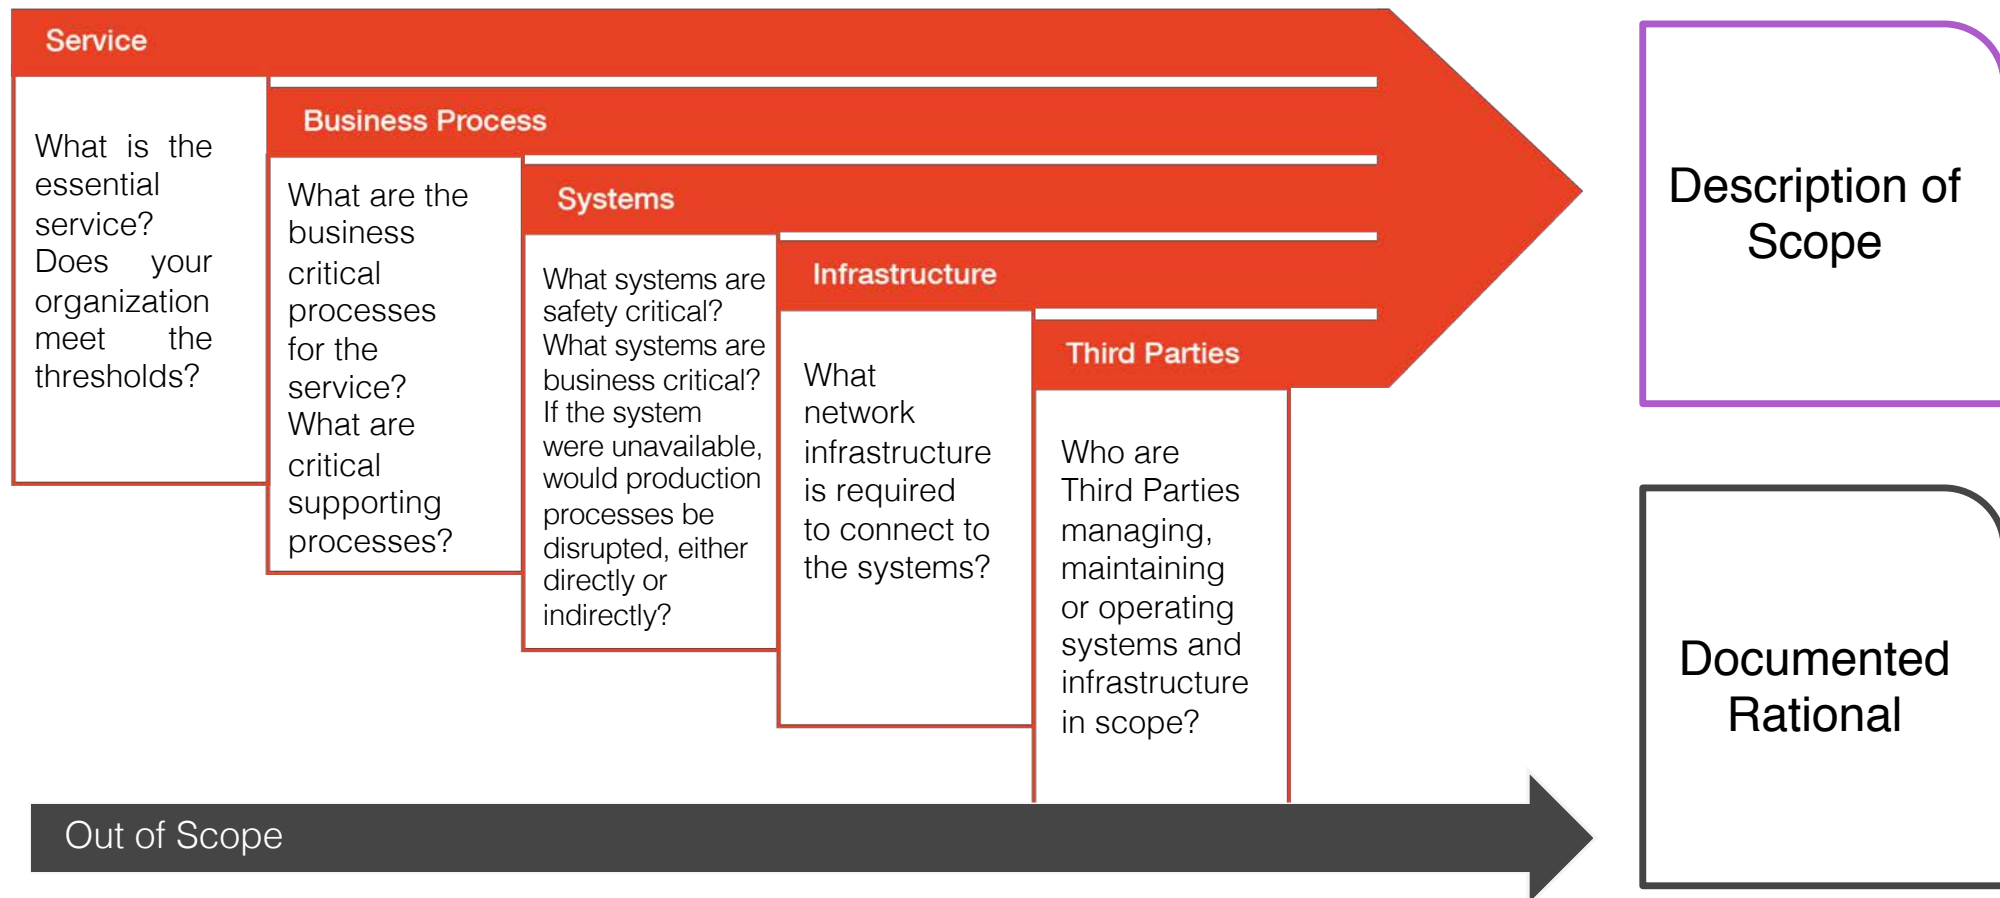 Service
What is the
essential
service?
Does your
organization
meet the
thresholds?
Business Process
What are the
business
critical
processes
for the
service?
What are
critical
supporting
processes?
Systems
What systems are
safety critical?
What systems are
business critical?
If the system
were unavailable,
would production
processes be
disrupted, either
directly or
indirectly?
Infrastructure
What
network
infrastructure
is required
to connect to
the systems?
Third Parties
Who are
Third Parties
managing,
maintaining
or operating
systems and
infrastructure
in scope?
Out of Scope
Description of
Scope
Documented
Rational